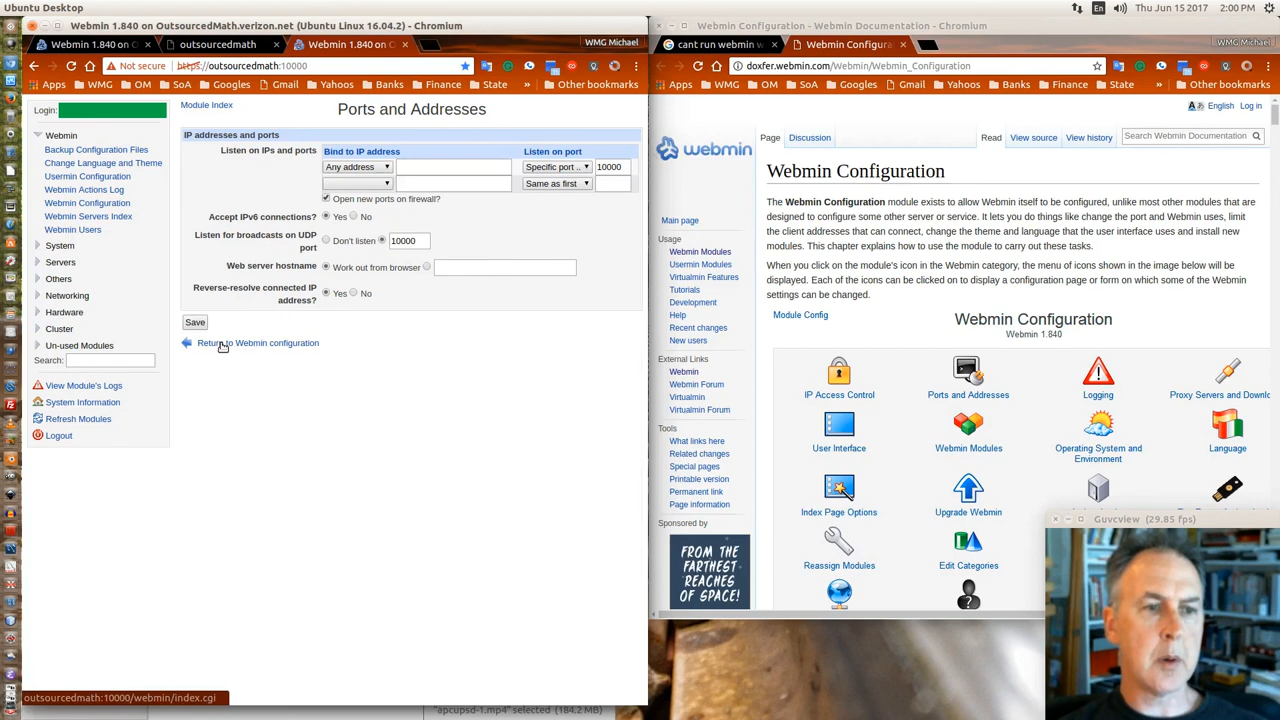 Ubuntu Desktop
En
Thu Jun 15 2017
2:00 PM
Webmin 1.840 on OutsourcedMath.verizon.net (Ubuntu Linux 16.04.2) - Chromium
Webmin 1.840 on O
outsourcedmath
Webmin 1.840 on O
WMG Michael
Not secure
https://outsourcedmath:10000
Apps
WMG
OM
SoA
Googles
Gmail
Yahoos
Banks
Finance
State
Other bookmarks
Login:
Webmin
Backup Configuration Files
Change Language and Theme
Usermin Configuration
Webmin Actions Log
Webmin Configuration
Webmin Servers Index
Webmin Users
System
Servers
Others
Networking
Hardware
Cluster
Un-used Modules
Search:
View Module's Logs
System Information
Refresh Modules
Logout
Module Index
Ports and Addresses
IP addresses and ports
Listen on IPs and ports
Bind to IP address
Listen on port
Any address
Specific port ..
10000
Same as first
Open new ports on firewall?
Accept IPv6 connections?
Yes
No
Listen for broadcasts on UDP
port
Don't listen
10000
Web server hostname
Work out from browser
Reverse-resolve connected IP
address?
Yes
No
Save
Return to Webmin configuration
outsourcedmath:10000/webmin/index.cgi
Webmin Configuration - Webmin Documentation - Chromium
cant run webmin w
Webmin Configura
WMG Michael
doxfer.webmin.com/Webmin/Webmin_Configuration
Apps
WMG
OM
SoA
Googles
Gmail
Yahoos
Banks
Finance
State
Other bookmarks
English
Log in
webmin
Page
Discussion
Read
View source
View history
Search Webmin Documentation
Main page
Usage
Webmin Modules
Usermin Modules
Virtualmin Features
Tutorials
Development
Help
Recent changes
New users
External Links
Webmin
Webmin Forum
Virtualmin
Virtualmin Forum
Tools
What links here
Related changes
Special pages
Printable version
Permanent link
Page information
Sponsored by
FROM THE
FARTHEST
REACHES
OF SPACE!
Webmin Configuration
The Webmin Configuration module exists to allow Webmin itself to be configured, unlike most other modules that are
designed to configure some other server or service. It lets you do things like change the port and Webmin uses, limit
the client addresses that can connect, change the theme and language that the user interface uses and install new
modules. This chapter explains how to use the module to carry out these tasks.
When you click on the module's icon in the Webmin category, the menu of icons shown in the image below will be
displayed. Each of the icons can be clicked on to display a configuration page or form on which some of the Webmin
settings can be changed.
Module Config
Webmin Configuration
Webmin 1.840
IP Access Control
Ports and Addresses
Logging
Proxy Servers and Downlo
User Interface
Webmin Modules
Operating System and
Environment
Language
Index Page Options
Upgrade Webmin
Reassign Modules
Edit Categories
Guvcview (29.85 fps)
"apcupsd-1.mp4" selected (184.2 MB)